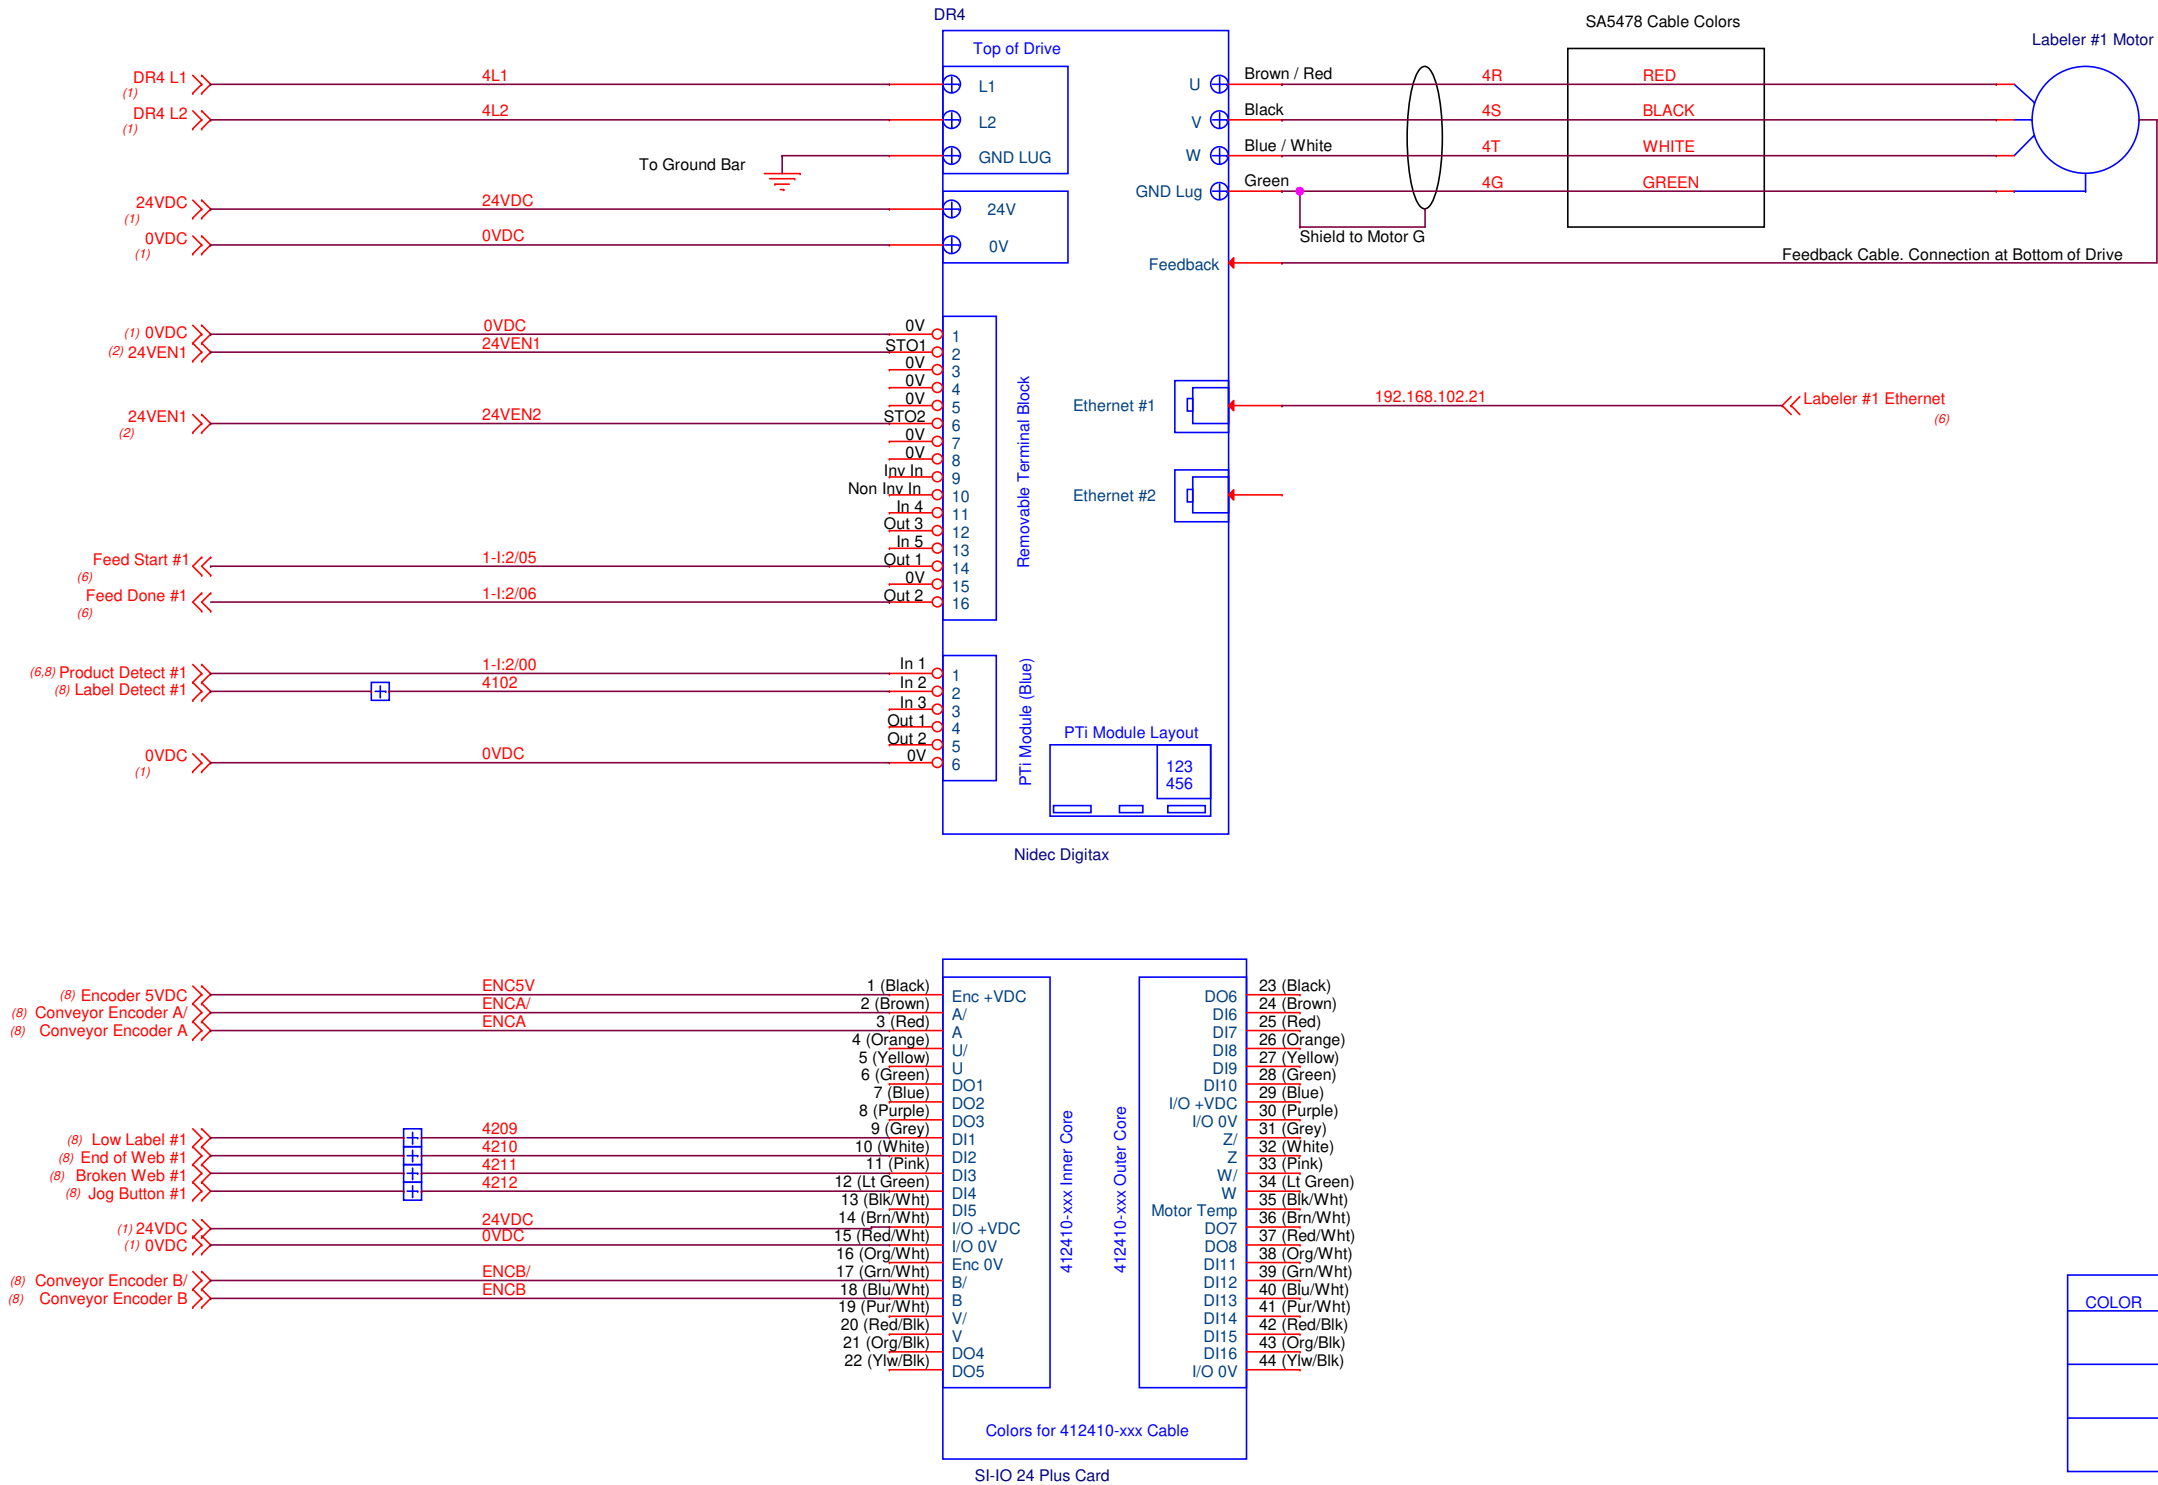 DR4
SA5478 Cable Colors
Labeler #1 Motor
Top of Drive
DR4 L1
(1)
4L1
L1
U
Brown / Red
4R
RED
DR4 L2
(1)
4L2
L2
V
Black
4S
BLACK
To Ground Bar
GND LUG
W
Blue / White
4T
WHITE
GND Lug
Green
4G
GREEN
24VDC
(1)
24VDC
24V
0VDC
(1)
0VDC
0V
Shield to Motor G
Feedback
Feedback Cable. Connection at Bottom of Drive
(1) 0VDC
0VDC
0V
1
(2) 24VEN1
24VEN1
STO1
2
0V
3
0V
4
0V
5
24VEN1
(2)
24VEN2
STO2
6
0V
7
0V
8
Inv In
9
Non Inv In
10
In 4
11
Out 3
12
In 5
13
Feed Start #1
(6)
1-I:2/05
Out 1
14
0V
15
Feed Done #1
(6)
1-I:2/06
Out 2
16
Removable Terminal Block
Ethernet #1
192.168.102.21
Labeler #1 Ethernet
(6)
Ethernet #2
(6,8) Product Detect #1
1-I:2/00
In 1
1
(8) Label Detect #1
4102
In 2
2
In 3
3
Out 1
4
Out 2
5
0VDC
(1)
0VDC
0V
6
PTi Module (Blue)
PTi Module Layout
123
456
Nidec Digitax
(8) Encoder 5VDC
ENC5V
1 (Black)
Enc +VDC
(8) Conveyor Encoder A/
ENCA/
2 (Brown)
A/
(8) Conveyor Encoder A
ENCA
3 (Red)
A
4 (Orange)
U/
5 (Yellow)
U
6 (Green)
DO1
7 (Blue)
DO2
8 (Purple)
DO3
(8) Low Label #1
4209
9 (Grey)
DI1
(8) End of Web #1
4210
10 (White)
DI2
(8) Broken Web #1
4211
11 (Pink)
DI3
(8) Jog Button #1
4212
12 (Lt Green)
DI4
13 (Blk/Wht)
DI5
(1) 24VDC
24VDC
14 (Brn/Wht)
I/O +VDC
(1) 0VDC
0VDC
15 (Red/Wht)
I/O 0V
16 (Org/Wht)
Enc 0V
(8) Conveyor Encoder B/
ENCB/
17 (Grn/Wht)
B/
(8) Conveyor Encoder B
ENCB
18 (Blu/Wht)
B
19 (Pur/Wht)
V/
20 (Red/Blk)
V
21 (Org/Blk)
DO4
22 (Ylw/Blk)
DO5
412410-xxx Inner Core
412410-xxx Outer Core
DO6
23 (Black)
DI6
24 (Brown)
DI7
25 (Red)
DI8
26 (Orange)
DI9
27 (Yellow)
DI10
28 (Green)
I/O +VDC
29 (Blue)
I/O 0V
30 (Purple)
Z/
31 (Grey)
Z
32 (White)
W/
33 (Pink)
W
34 (Lt Green)
Motor Temp
35 (Blk/Wht)
DO7
36 (Brn/Wht)
DO8
37 (Red/Wht)
DI11
38 (Org/Wht)
DI12
39 (Grn/Wht)
DI13
40 (Blu/Wht)
DI14
41 (Pur/Wht)
DI15
42 (Red/Blk)
DI16
43 (Org/Blk)
I/O 0V
44 (Ylw/Blk)
Colors for 412410-xxx Cable
SI-IO 24 Plus Card
COLOR